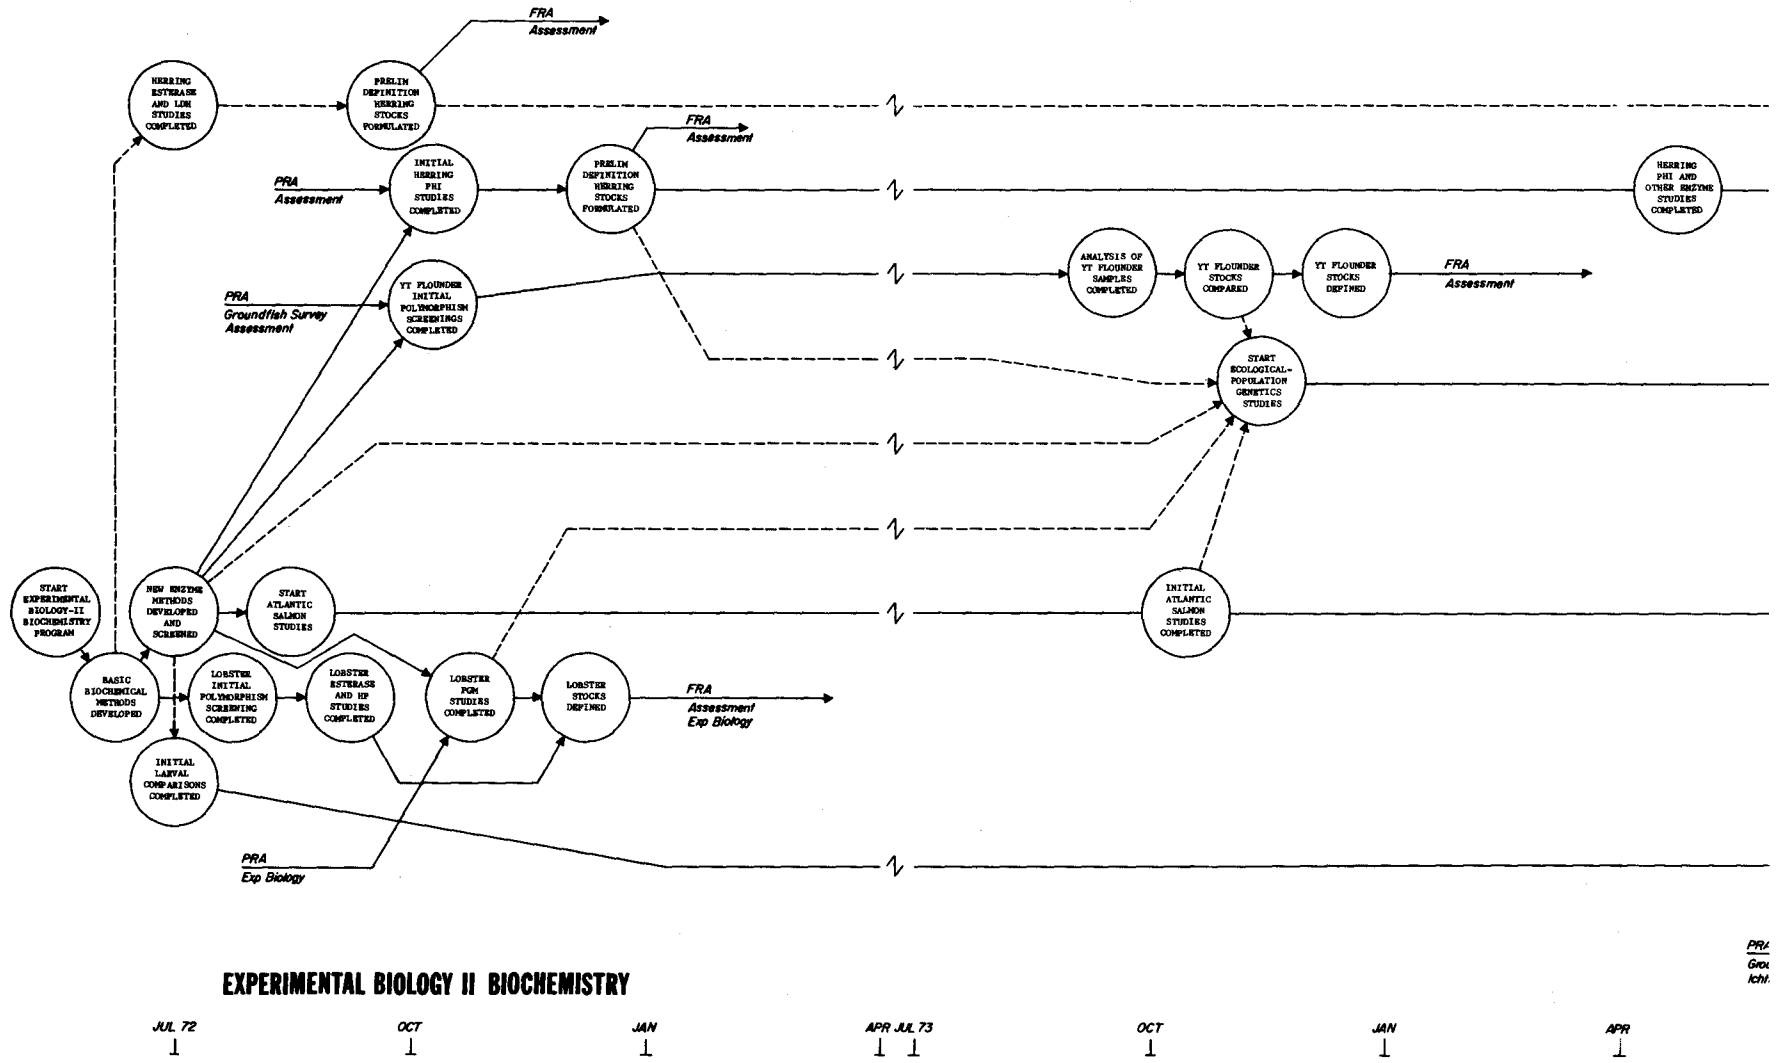 FRA
Assessment
HERRING
ESTERASE
AND LDH
STUDIES
COMPLETED
PRELIM
DEFINITION
HERRING
STOCKS
FORMULATED
FRA
Assessment
PRA
Assessment
INITIAL
HERRING
PHI
STUDIES
COMPLETED
PRELIM
DEFINITION
HERRING
STOCKS
FORMULATED
HERRING
PHI AND
OTHER ENZYME
STUDIES
COMPLETED
PRA
Groundfish Survey
Assessment
YT FLOUNDER
INITIAL
POLYMORPHISM
SCREENINGS
COMPLETED
ANALYSIS OF
YT FLOUNDER
SAMPLES
COMPLETED
YT FLOUNDER
STOCKS
COMPARED
YT FLOUNDER
STOCKS
DEFINED
FRA
Assessment
START
ECOLOGICAL-
POPULATION
GENETICS
STUDIES
START
EXPERIMENTAL
BIOLOGY-II
BIOCHEMISTRY
PROGRAM
NEW ENZYME
METHODS
DEVELOPED
AND
SCREENED
START
ATLANTIC
SALMON
STUDIES
INITIAL
ATLANTIC
SALMON
STUDIES
COMPLETED
BASIC
BIOCHEMICAL
METHODS
DEVELOPED
LOBSTER
INITIAL
POLYMORPHISM
SCREENING
COMPLETED
LOBSTER
ESTERASE
AND HP
STUDIES
COMPLETED
LOBSTER
PGM
STUDIES
COMPLETED
LOBSTER
STOCKS
DEFINED
FRA
Assessment
Exp Biology
INITIAL
LARVAL
COMPARISONS
COMPLETED
PRA
Exp Biology
PRA
Grou
Icht
EXPERIMENTAL BIOLOGY II BIOCHEMISTRY
JUL 72 OCT JAN APR JUL 73 OCT JAN APR